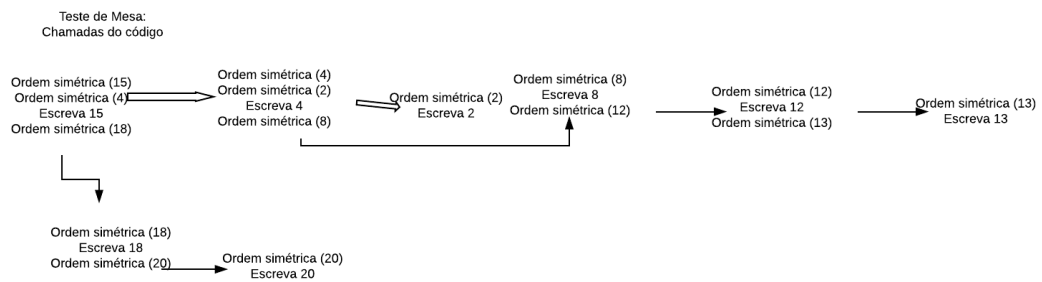 Teste de Mesa:
Chamadas do código
Ordem simétrica (15)
Ordem simétrica (4)
Escreva 15
Ordem simétrica (18)
Ordem simétrica (4)
Ordem simétrica (2)
Escreva 4
Ordem simétrica (8)
Ordem simétrica (2)
Escreva 2
Ordem simétrica (8)
Escreva 8
Ordem simétrica (12)
Ordem simétrica (12)
Escreva 12
Ordem simétrica (13)
Ordem simétrica (13)
Escreva 13
Ordem simétrica (18)
Escreva 18
Ordem simétrica (20)
Ordem simétrica (20)
Escreva 20